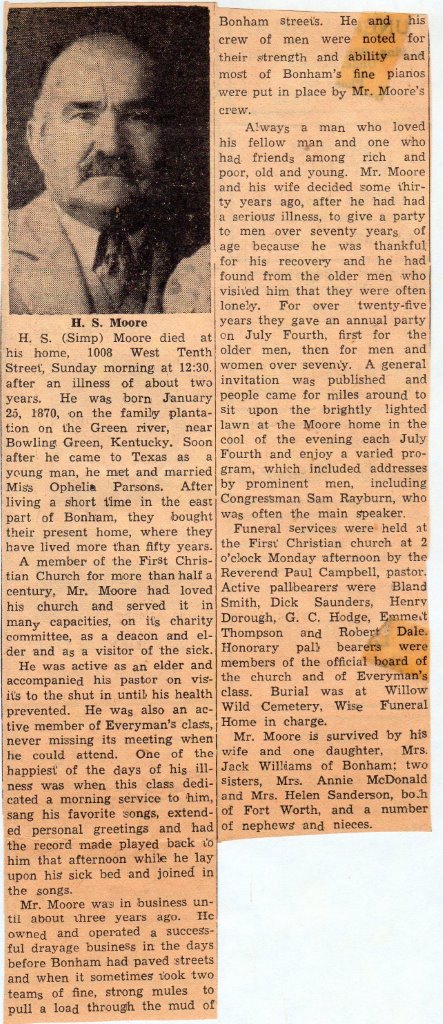 H. S. Moore
H. S. (Simp) Moore died at
his home, 1008 West Tenth
Street, Sunday morning at 12:30
after an illness of about two
years. He was born January
25, 1870, on the family planta-
tion on the Green river, near
Bowling Green, Kentucky. Soon
after he came to Texas as a
young man, he met and married
Miss Ophelia Parsons. After
living a short time in the east
part of Bonham, they bought
their present home, where they
have lived more than fifty years.
A member of the First Chris-
tian Church for more than half a
century, Mr. Moore had loved
his church and served it in
many capacities, on its charity
committee, as a deacon and el-
der and as a visitor of the sick.
He was active as an elder and
accompanied his pastor on vis-
its to the shut in until his health
prevented. He was also an ac-
tive member of Everyman's class,
never missing its meeting when
he could attend. One of the
happiest of the days of his ill-
ness was when this class dedi-
cated a morning service to him,
sang his favorite songs, extend-
ed personal greetings and had
the record made played back to
him that afternoon while he lay
upon his sick bed and joined in
the songs.
Mr. Moore was in business un-
til about three years ago. He
owned and operated a success-
ful drayage business in the days
before Bonham had paved streets
and when it sometimes took two
teams of fine, strong mules to
pull a load through the mud of
Bonham streets. He and his
crew of men were noted for
their strength and ability and
most of Bonham's fine pianos
were put in place by Mr. Moore's
crew.
Always a man who loved
his fellow man and one who
had friends among rich and
poor, old and young. Mr. Moore
and his wife decided some thir-
ty years ago, after he had had
a serious illness, to give a party
to men over seventy years of
age because he was thankful
for his recovery and he had
found from the older men who
visited him that they were often
lonely. For over twenty-five
years they gave an annual party
on July Fourth, first for the
older men, then for men and
women over seventy. A general
invitation was published and
people came for miles around to
sit upon the brightly lighted
lawn at the Moore home in the
cool of the evening each July
Fourth and enjoy a varied pro-
gram, which included addresses
by prominent men, including
Congressman Sam Rayburn, who
was often the main speaker.
Funeral services were held at
the First Christian church at 2
o'clock Monday afternoon by the
Reverend Paul Campbell, pastor.
Active pallbearers were Bland
Smith, Dick Saunders, Henry
Dorough, G. C. Hodge, Emmett
Thompson and Robert Dale.
Honorary pall bearers were
members of the official board of
the church and of Everyman's
class. Burial was at Willow
Wild Cemetery, Wise Funeral
Home in charge.
Mr. Moore is survived by his
wife and one daughter, Mrs.
Jack Williams of Bonham; two
sisters, Mrs. Annie McDonald
and Mrs. Helen Sanderson, both
of Fort Worth, and a number
of nephews and nieces.